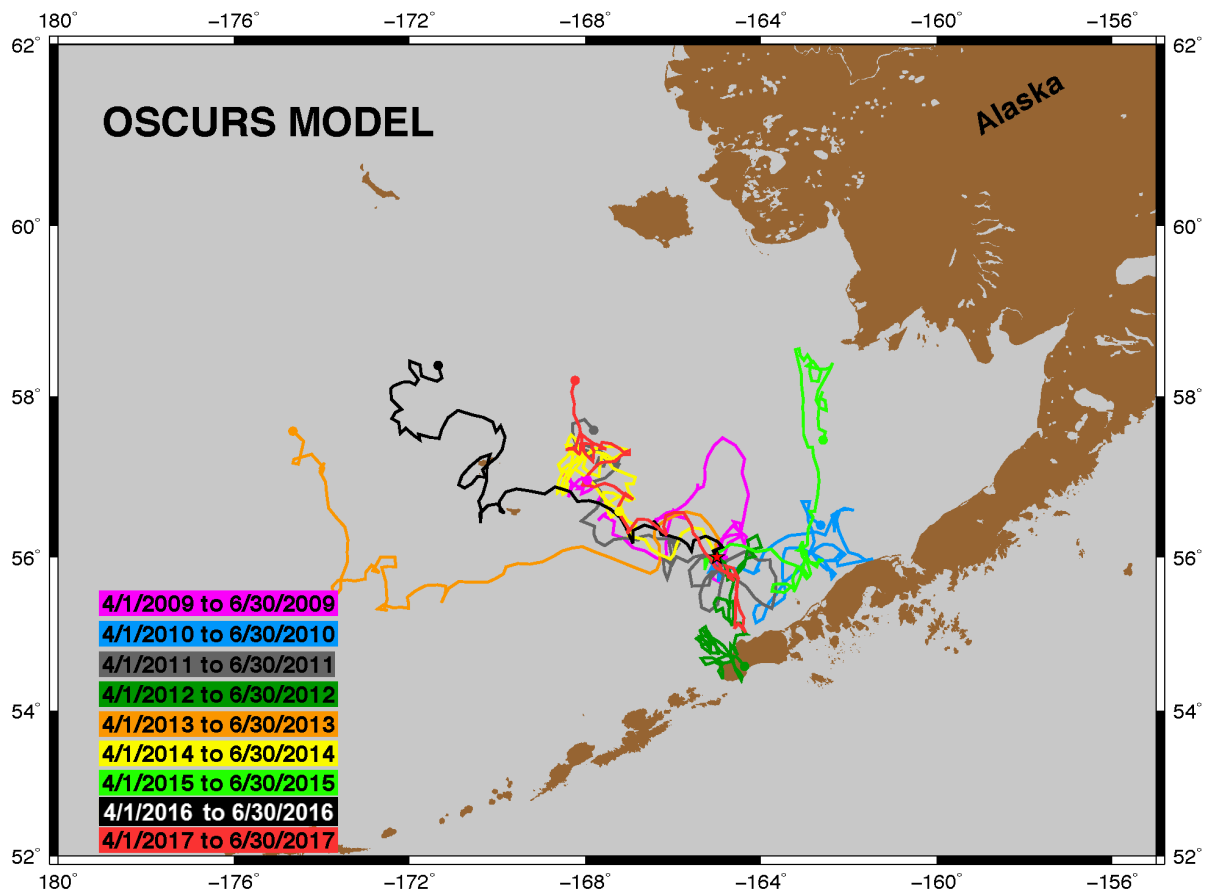 180° −176° −172° −168° −164° −160° −156°
62° 62°
OSCURS MODEL
Alaska
60° 60°
58° 58°
56° 56°
4/1/2009 to 6/30/2009
4/1/2010 to 6/30/2010
4/1/2011 to 6/30/2011
4/1/2012 to 6/30/2012
54° 54°
4/1/2013 to 6/30/2013
4/1/2014 to 6/30/2014
4/1/2015 to 6/30/2015
4/1/2016 to 6/30/2016
4/1/2017 to 6/30/2017
52° 52°
180° −176° −172° −168° −164° −160° −156°